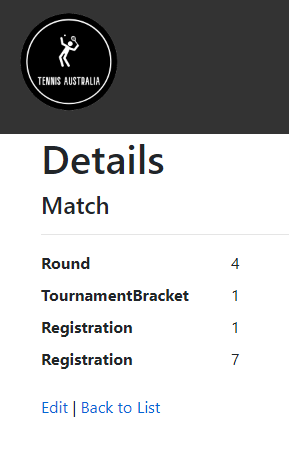 TENNIS AUSTRALIA
Details
Match
Round 4
TournamentBracket 1
Registration 1
Registration 7
Edit | Back to List